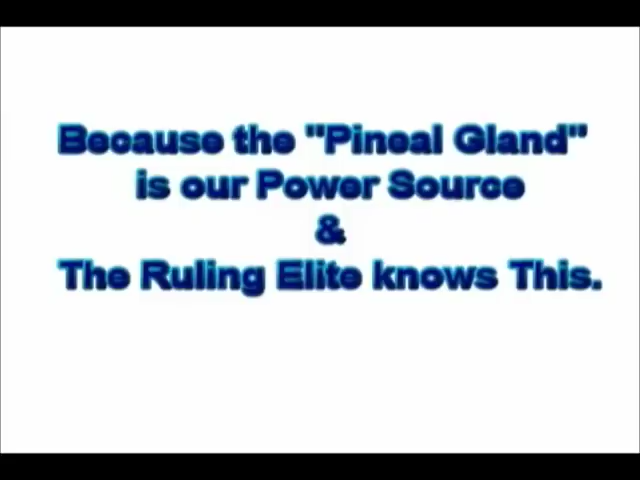 Because the "Pineal Gland"
is our Power Source
&
The Ruling Elite knows This.